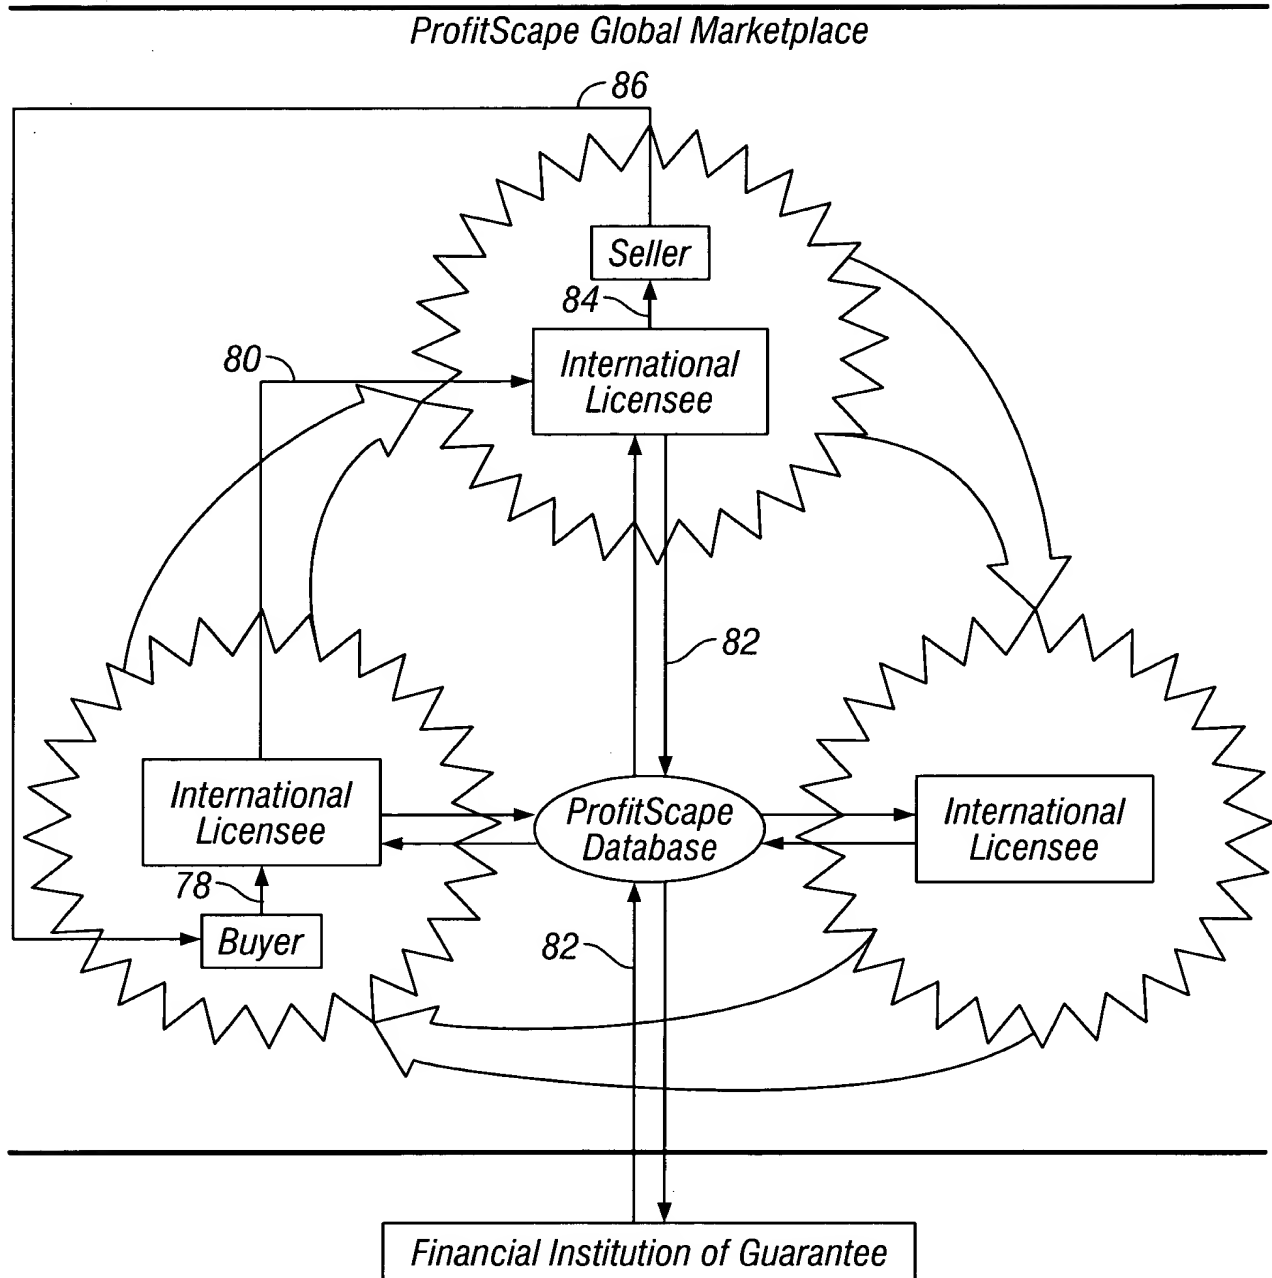 ProfitScape Global Marketplace
86
Seller
84
80
International
Licensee
82
International
Licensee
ProfitScape
Database
International
Licensee
78
Buyer
82
Financial Institution of Guarantee